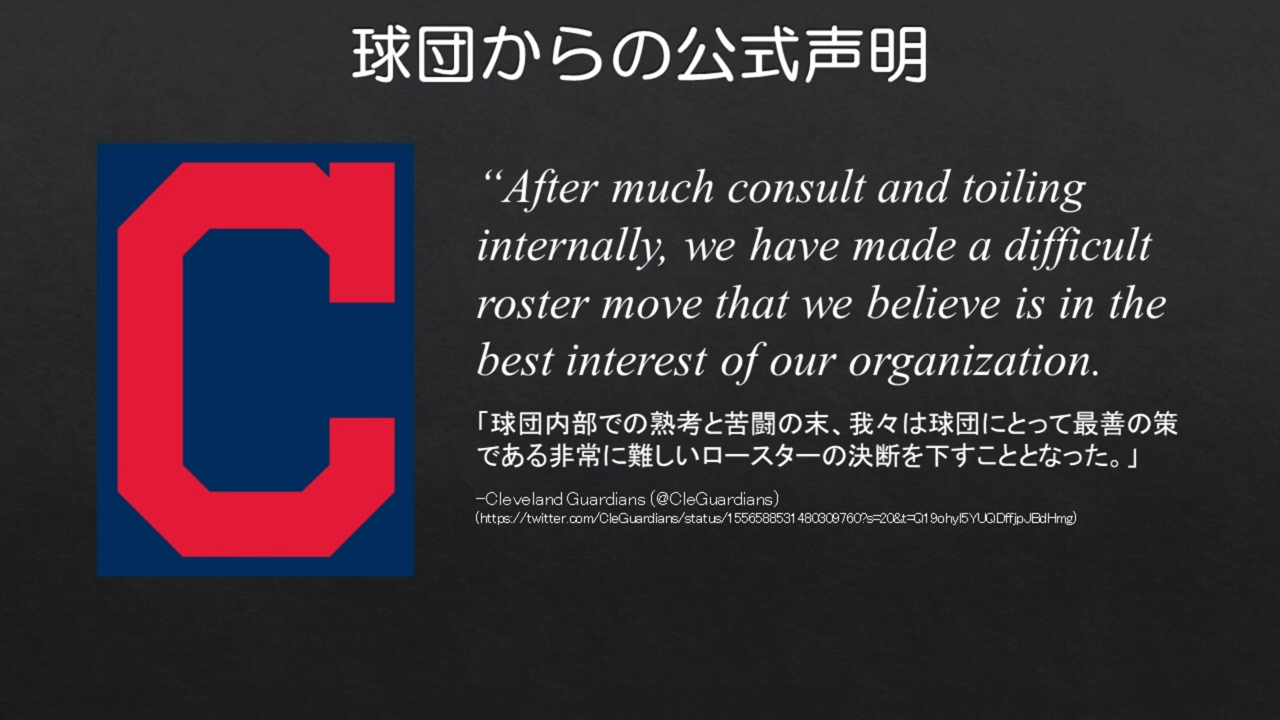 球団からの公式声明
C
“After much consult and toiling
internally, we have made a difficult
roster move that we believe is in the
best interest of our organization.
「球団内部での熟考と苦闘の末、我々は球団にとって最善の策
である非常に難しいロースターの決断を下すこととなった。」
-Cleveland Guardians (@CleGuardians)
(https://twitter.com/CleGuardians/status/1556588531480309760?s=20&t=Q19ohyI5YUQDffjpJBdHmg)